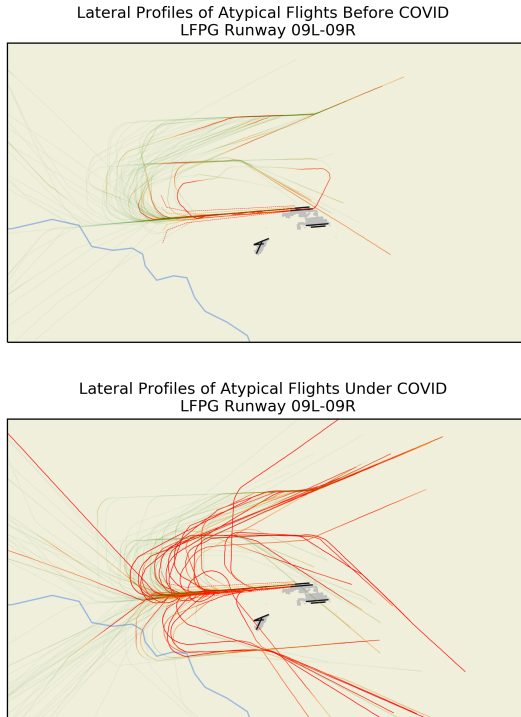 Lateral Profiles of Atypical Flights Before COVID
LFPG Runway 09L-09R
Lateral Profiles of Atypical Flights Under COVID
LFPG Runway 09L-09R